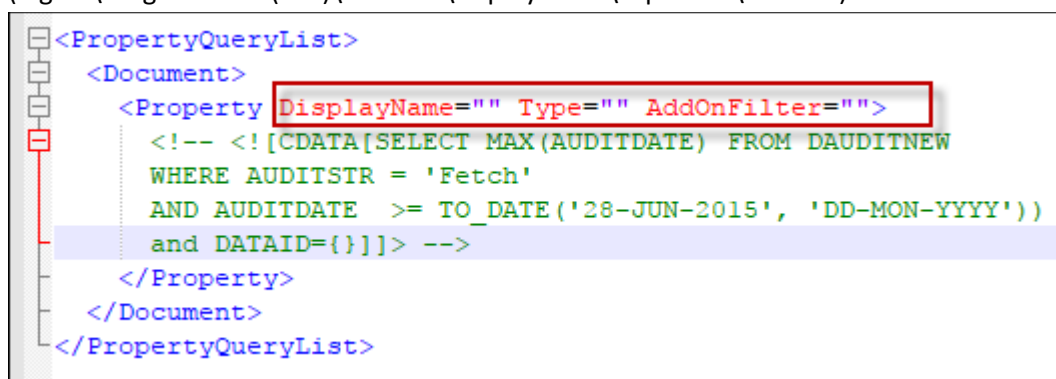 <PropertyQueryList>
<Document>
<Property DisplayName="" Type="" AddOnFilter="">
<!-- <![CDATA[SELECT MAX(AUDITDATE) FROM DAUDITNEW
WHERE AUDITSTR = 'Fetch'
AND AUDITDATE >= TO_DATE('28-JUN-2015', 'DD-MON-YYYY'))
and DATAID={}]]> -->
</Property>
</Document>
</PropertyQueryList>